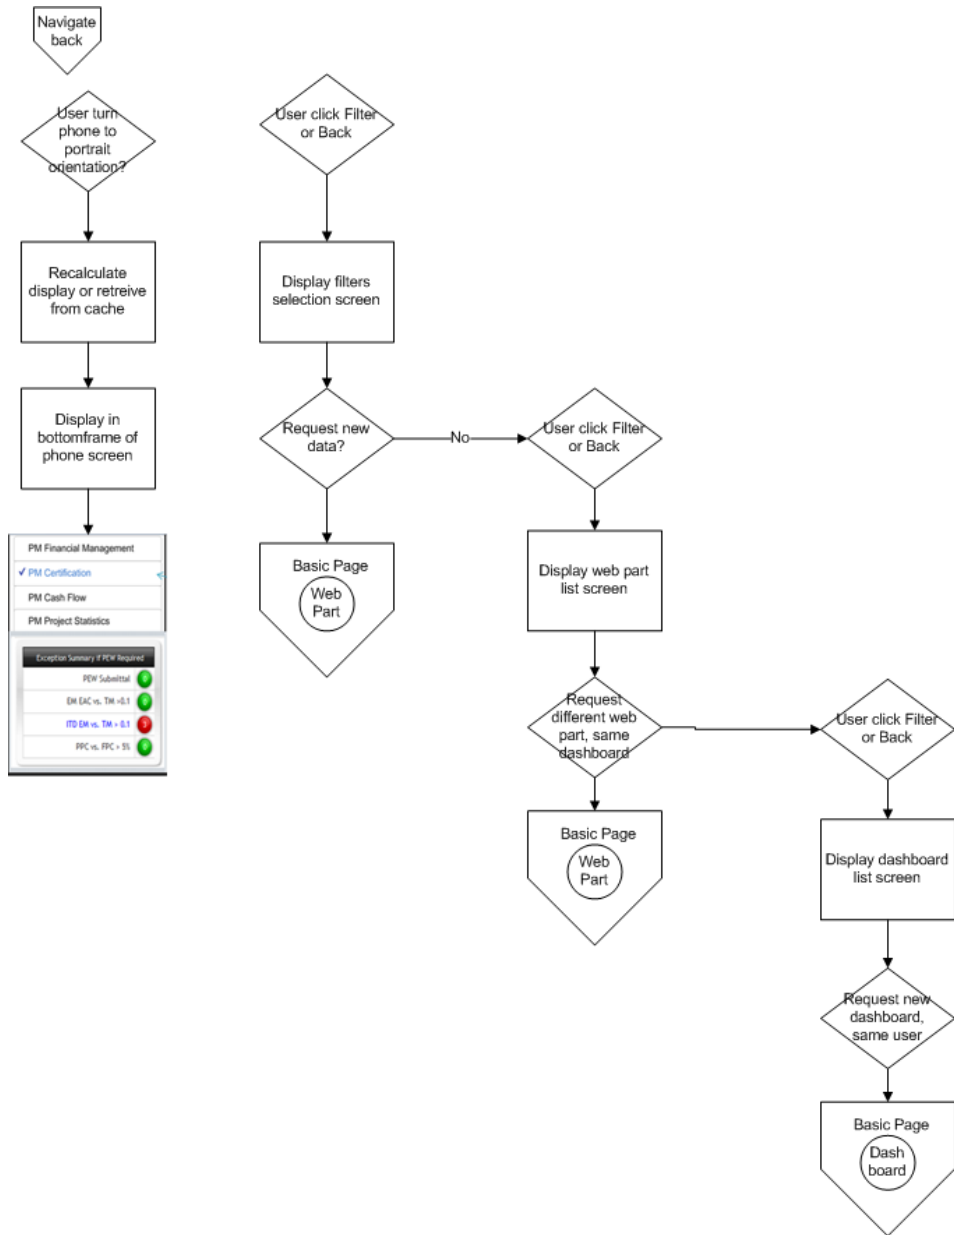 Navigate
back
User turn
phone to
portrait
orientation?
Recalculate
display or retreive
from cache
Display in
bottomframe of
phone screen
PM Financial Management
✓ PM Certification
PM Cash Flow
PM Project Statistics
Exception Summary if PEW Required
PEW Submittal 0
EM EAC vs. TM >0.1 0
ITD EM vs. TM > 0.1 3
PPC vs. FPC > 5% 0
User click Filter
or Back
Display filters
selection screen
Request new
data?
No
Basic Page
Web
Part
User click Filter
or Back
Display web part
list screen
Request
different web
part, same
dashboard
Basic Page
Web
Part
User click Filter
or Back
Display dashboard
list screen
Request new
dashboard,
same user
Basic Page
Dash
board